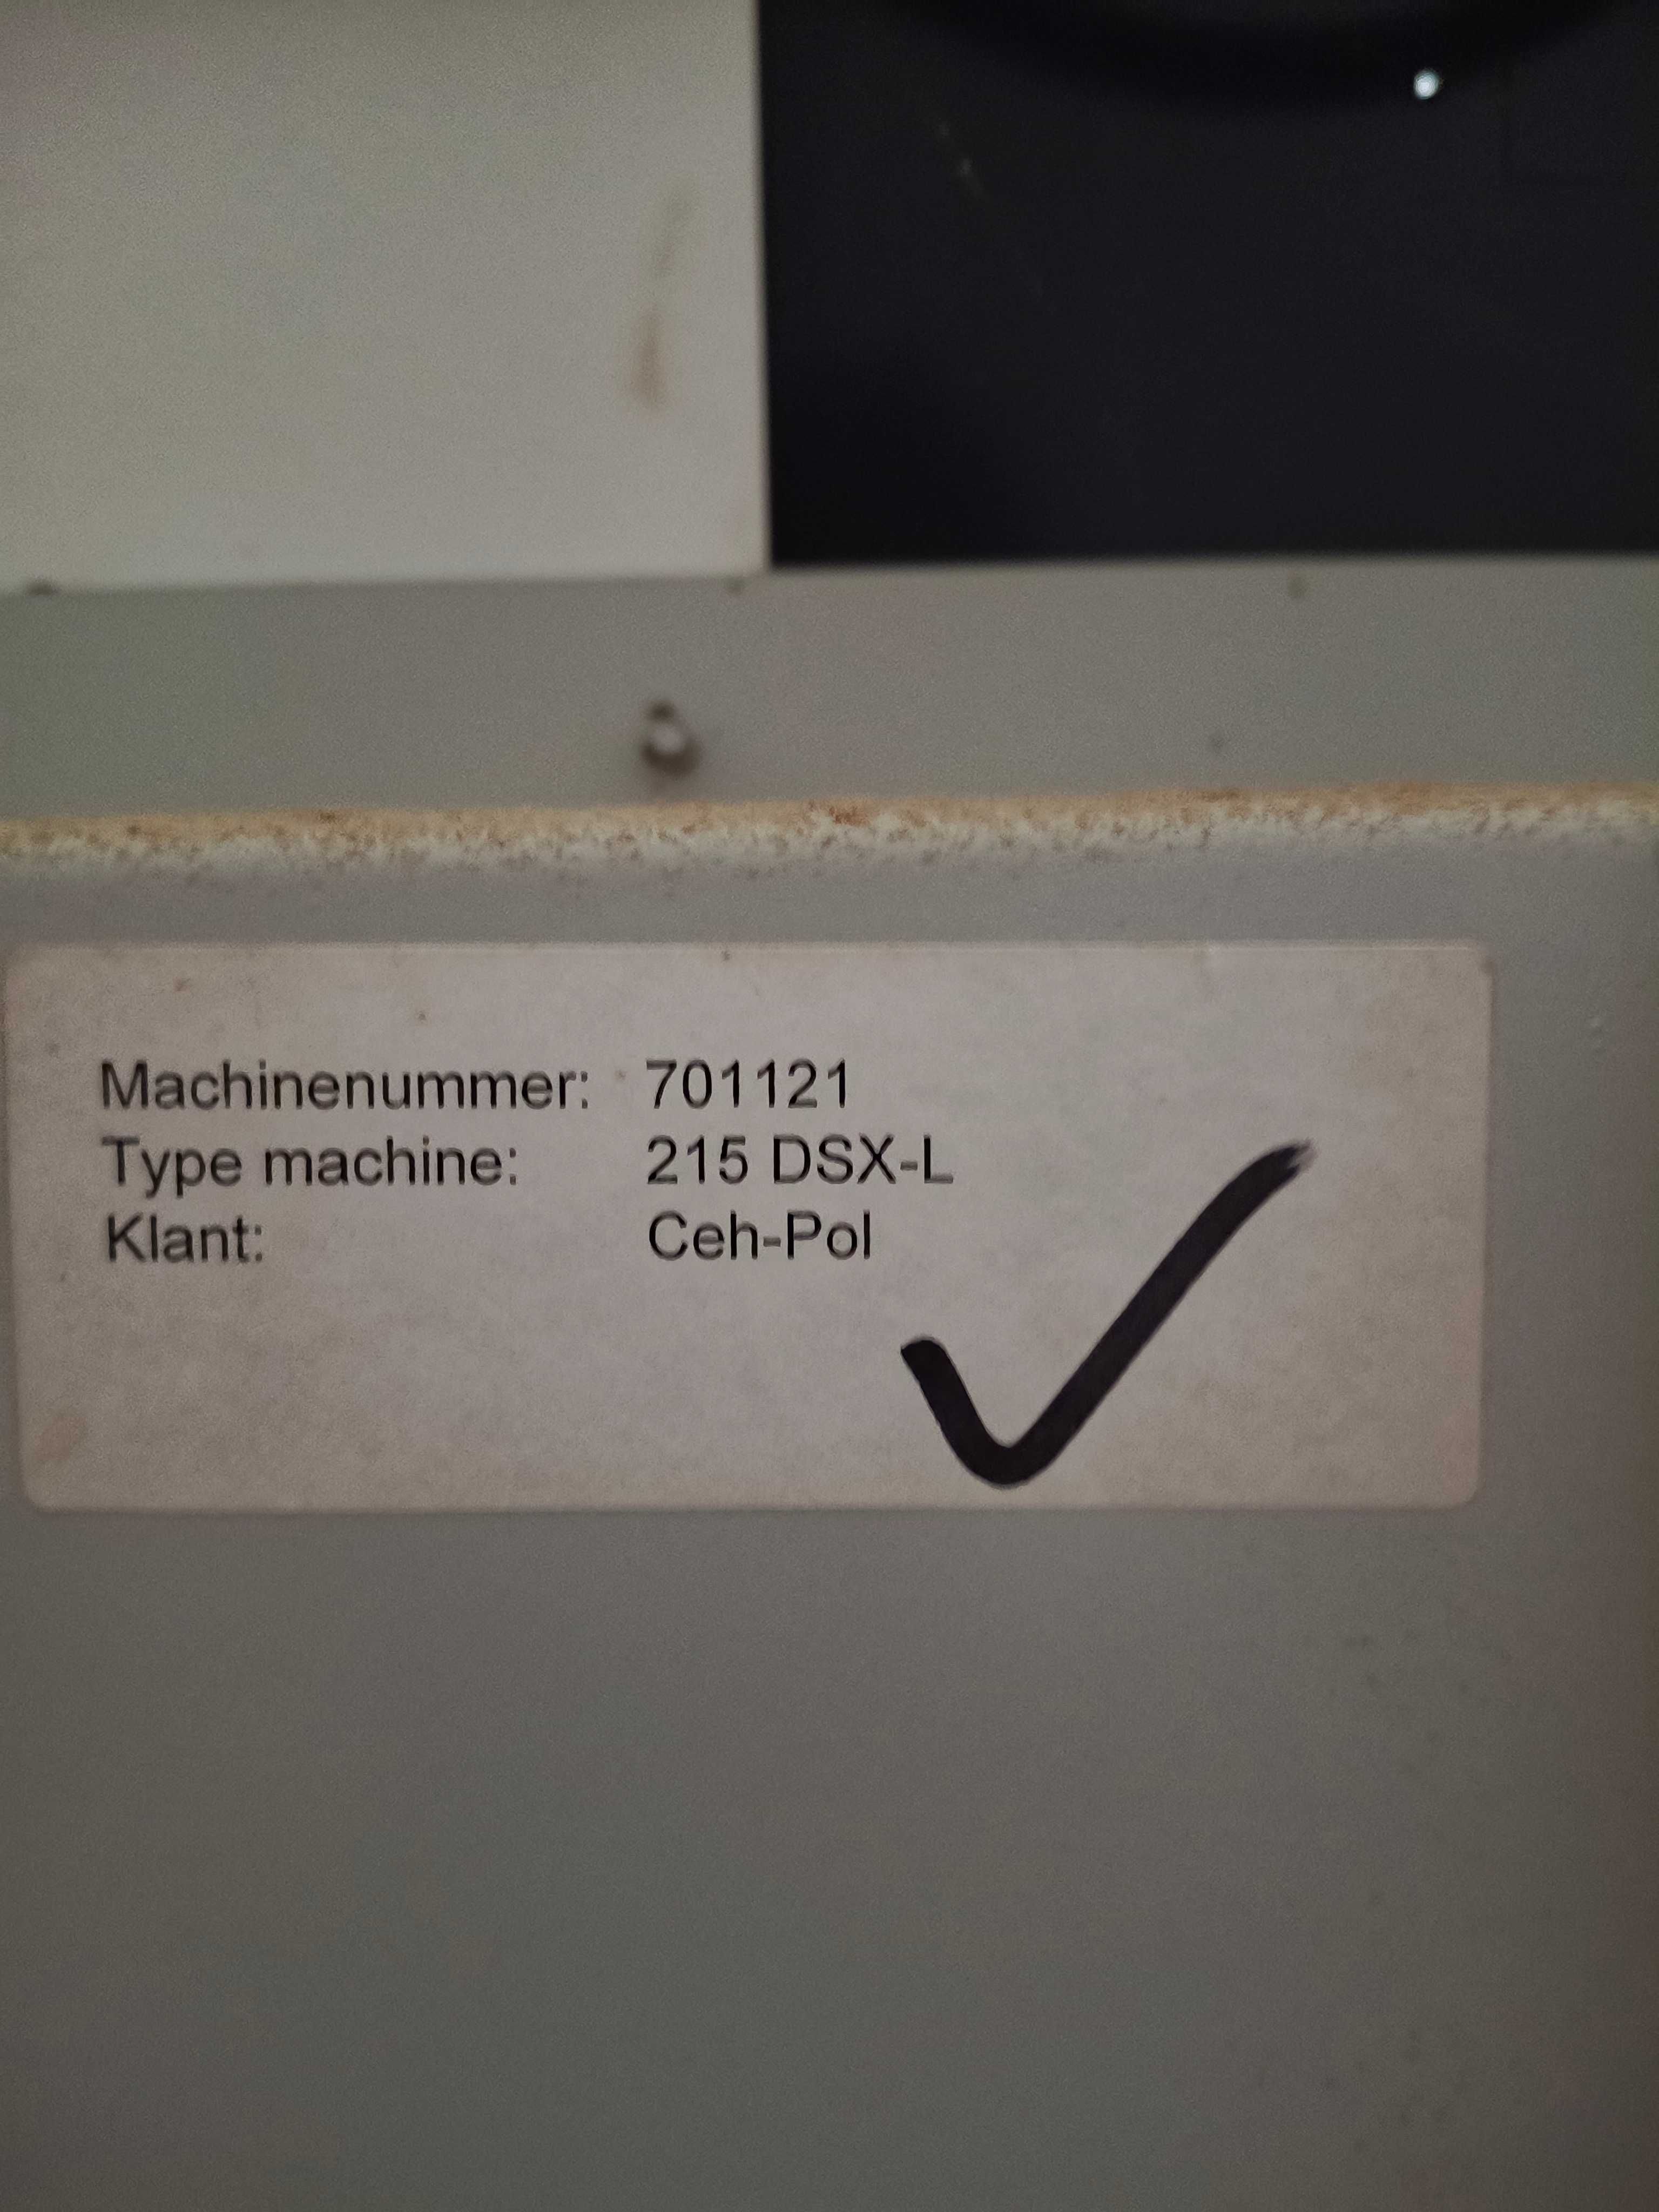 Machinenummer: 701121
Type machine: 215 DSX-L
Klant: Ceh-Pol